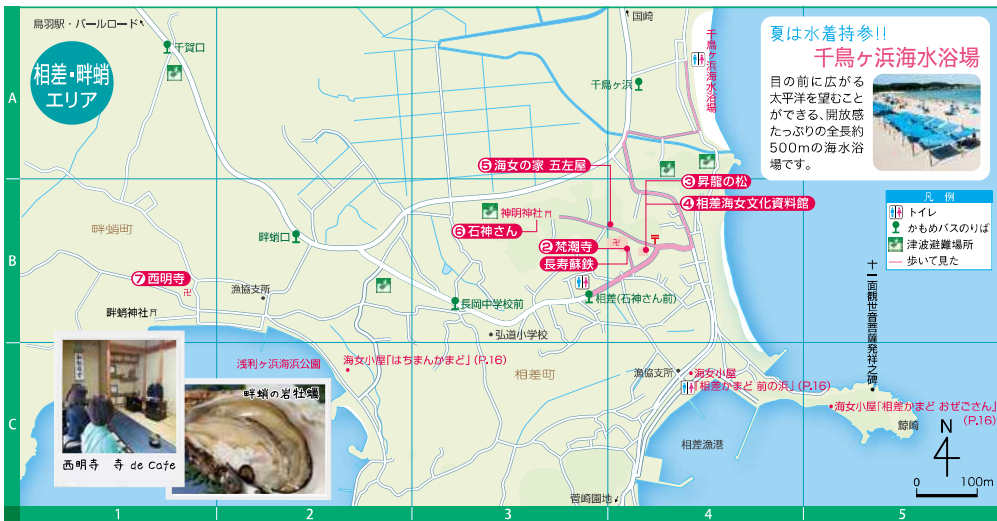 鳥羽駅・パールロード
相差・畔蛸
エリア
千賀口
国崎
千鳥ヶ浜海水浴場
千鳥ヶ浜
夏は水着持参!!
千鳥ヶ浜海水浴場
目の前に広がる
太平洋を望むこと
ができる、開放感
たっぷりの全長約
500mの海水浴
場です。
凡例
トイレ
かもめバスのりば
津波避難場所
歩いて見た
⑤海女の家 五左屋
③昇龍の松
④相差海女文化資料館
神明神社
⑥石神さん
②梵潮寺
長寿蘇鉄
畔蛸町
畔蛸口
⑦西明寺
漁協支所
畔蛸神社
長岡中学校前
相差(石神さん前)
弘道小学校
十一面観世音菩薩発祥之碑
浅利ヶ浜海浜公園
海女小屋「はちまんかまど」(P.16)
相差町
漁協支所
海女小屋
「相差かまど 前の浜」(P.16)
海女小屋「相差かまど おぜごさん」
(P.16)
鯨崎
相差漁港
菅崎園地
畔蛸の岩牡蠣
西明寺 寺 de Cafe
N
0 100m
A
B
C
1 2 3 4 5